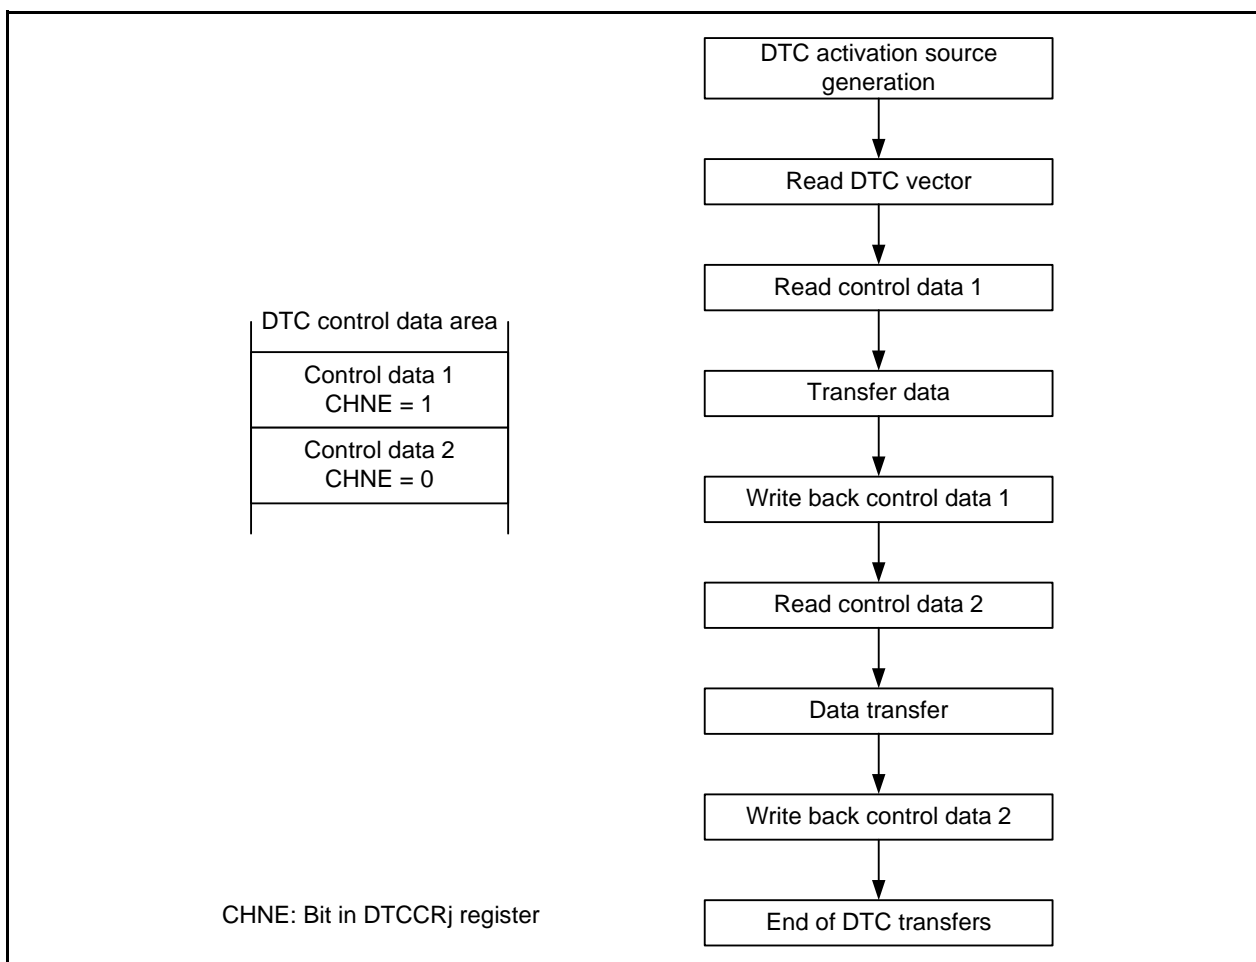 DTC activation source
generation
Read DTC vector
Read control data 1
Transfer data
Write back control data 1
Read control data 2
Data transfer
Write back control data 2
End of DTC transfers
DTC control data area
Control data 1
CHNE = 1
Control data 2
CHNE = 0
CHNE: Bit in DTCCRj register